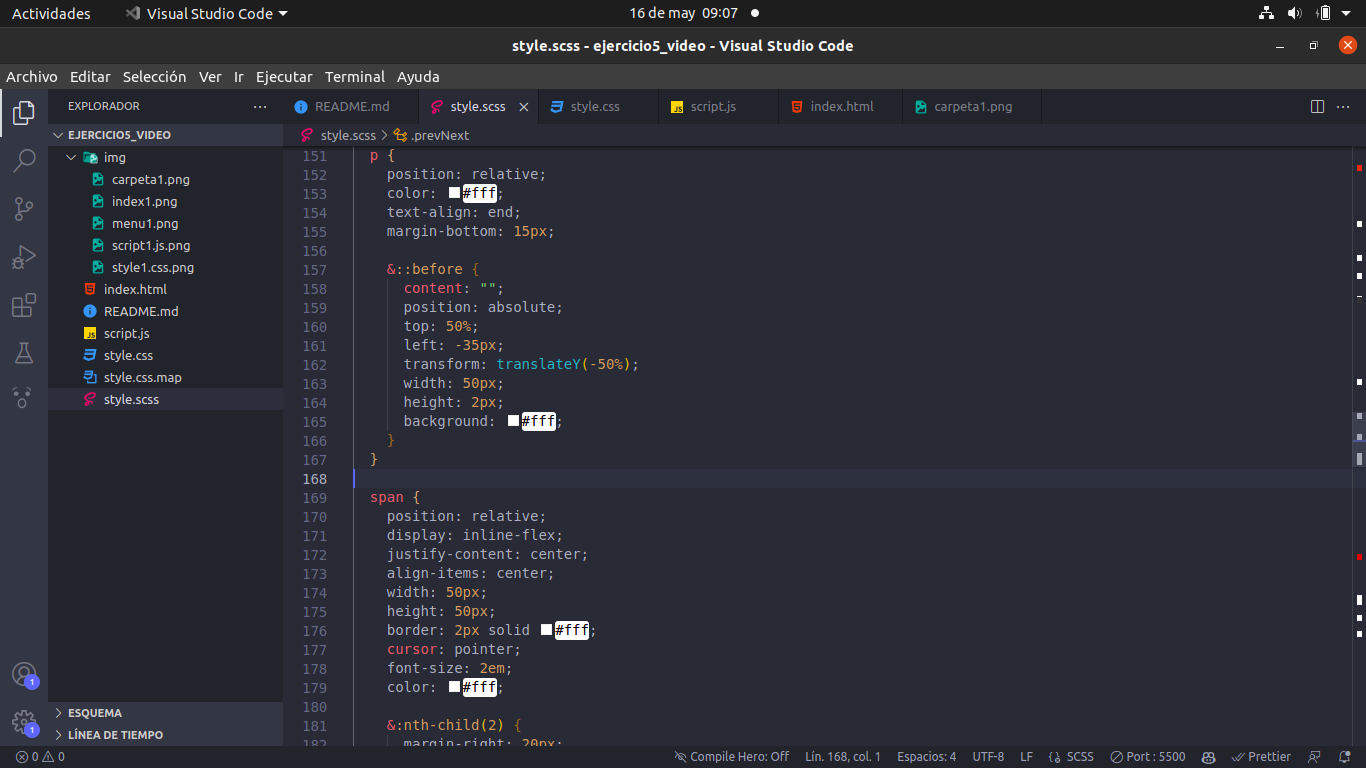 Actividades Visual Studio Code 16 de may 09:07
style.scss - ejercicio5_video - Visual Studio Code
Archivo Editar Selección Ver Ir Ejecutar Terminal Ayuda
EXPLORADOR ... README.md style.scss style.css JS script.js index.html carpeta1.png ...
EJERCICIO5_VIDEO
style.scss > .prevNext
img
carpeta1.png
index1.png
menu1.png
script1.js.png
style1.css.png
index.html
README.md
JS script.js
style.css
style.css.map
style.scss
ESQUEMA
LÍNEA DE TIEMPO
1
1
151 p {
152 position: relative;
153 color: #fff;
154 text-align: end;
155 margin-bottom: 15px;
156
157 &::before {
158 content: "";
159 position: absolute;
160 top: 50%;
161 left: -35px;
162 transform: translateY(-50%);
163 width: 50px;
164 height: 2px;
165 background: #fff;
166 }
167 }
168
169 span {
170 position: relative;
171 display: inline-flex;
172 justify-content: center;
173 align-items: center;
174 width: 50px;
175 height: 50px;
176 border: 2px solid #fff;
177 cursor: pointer;
178 font-size: 2em;
179 color: #fff;
180
181 &:nth-child(2) {
182 margin-right: 20px;
0 0 Compile Hero: Off Lín. 168, col. 1 Espacios: 4 UTF-8 LF {} SCSS Port : 5500 Prettier